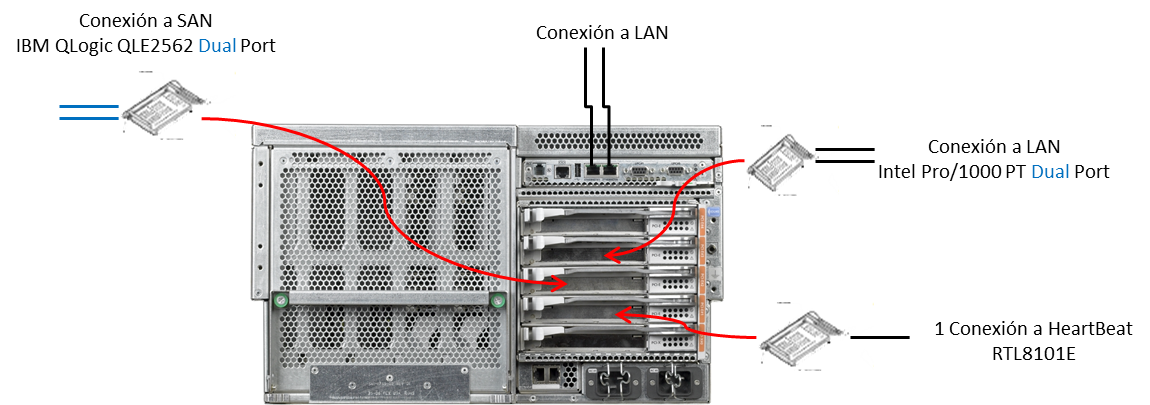 Conexión a SAN
IBM QLogic QLE2562 Dual Port
Conexión a LAN
Conexión a LAN
Intel Pro/1000 PT Dual Port
1 Conexión a HeartBeat
RTL8101E